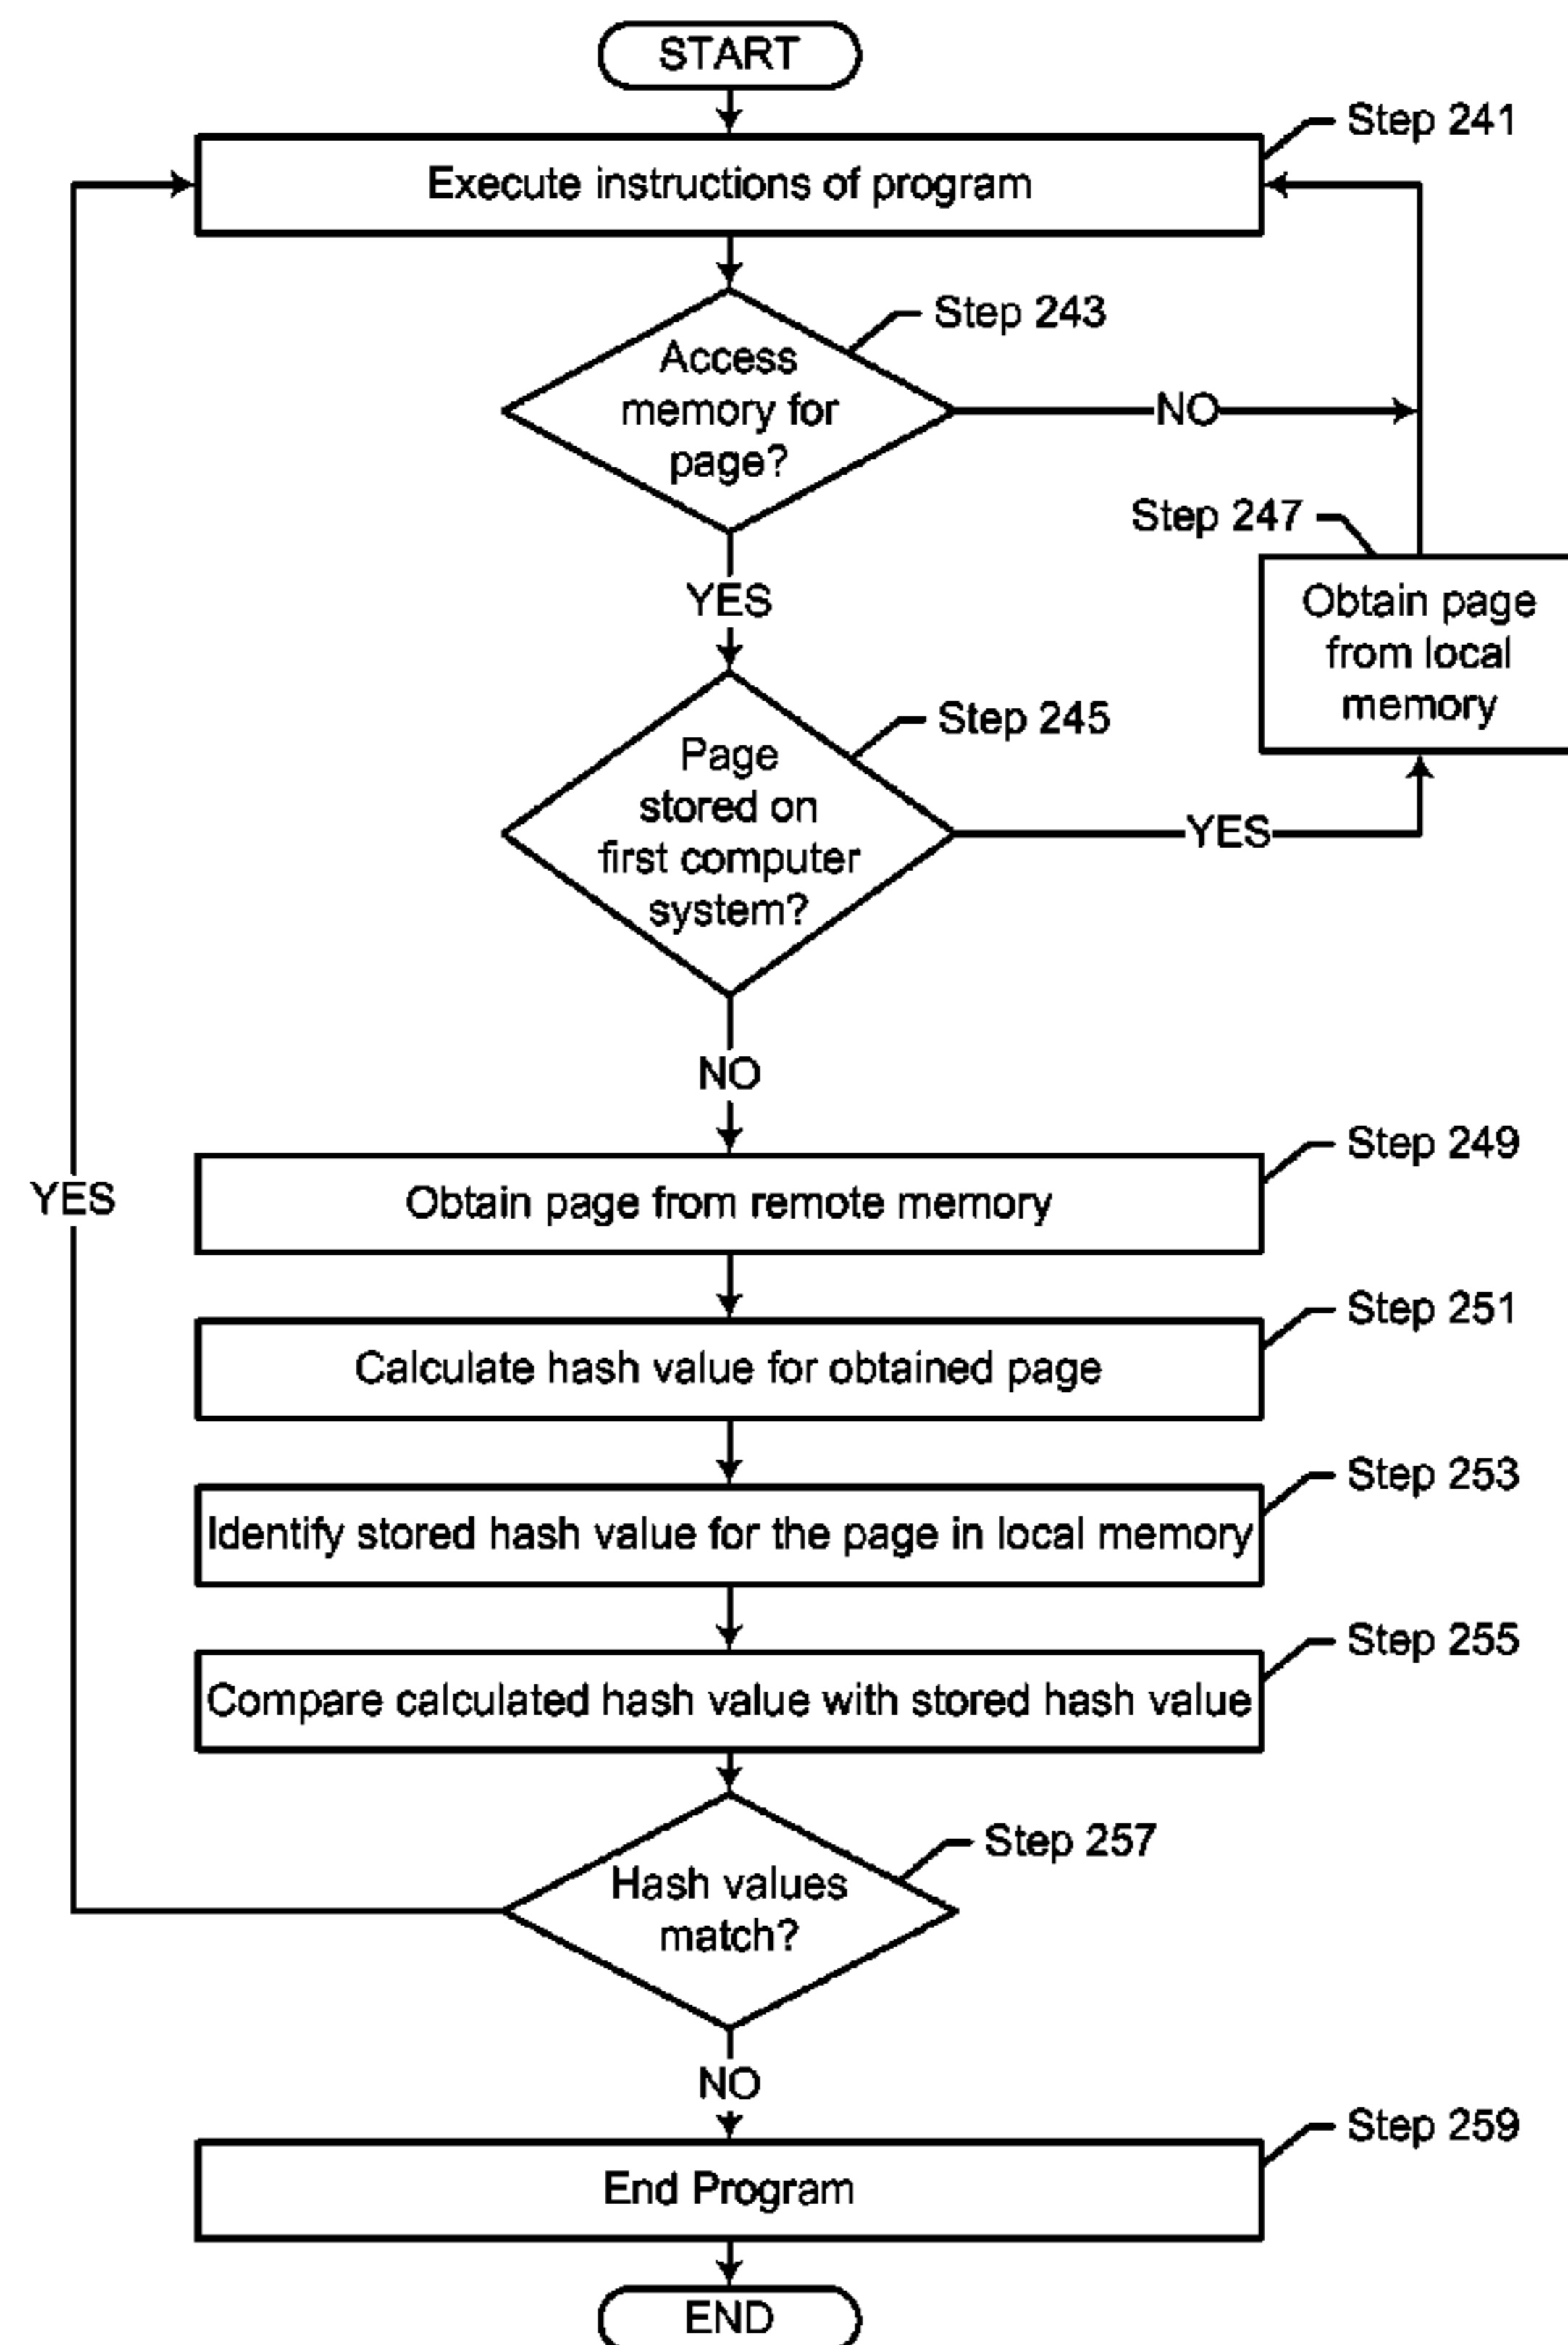 START
Step 241
Execute instructions of program
Step 243
Access
memory for
page?
NO
Step 247
YES
Obtain page
from local
memory
Step 245
Page
stored on
first computer
system?
YES
NO
Step 249
YES
Obtain page from remote memory
Step 251
Calculate hash value for obtained page
Step 253
Identify stored hash value for the page in local memory
Step 255
Compare calculated hash value with stored hash value
Step 257
Hash values
match?
NO
Step 259
End Program
END